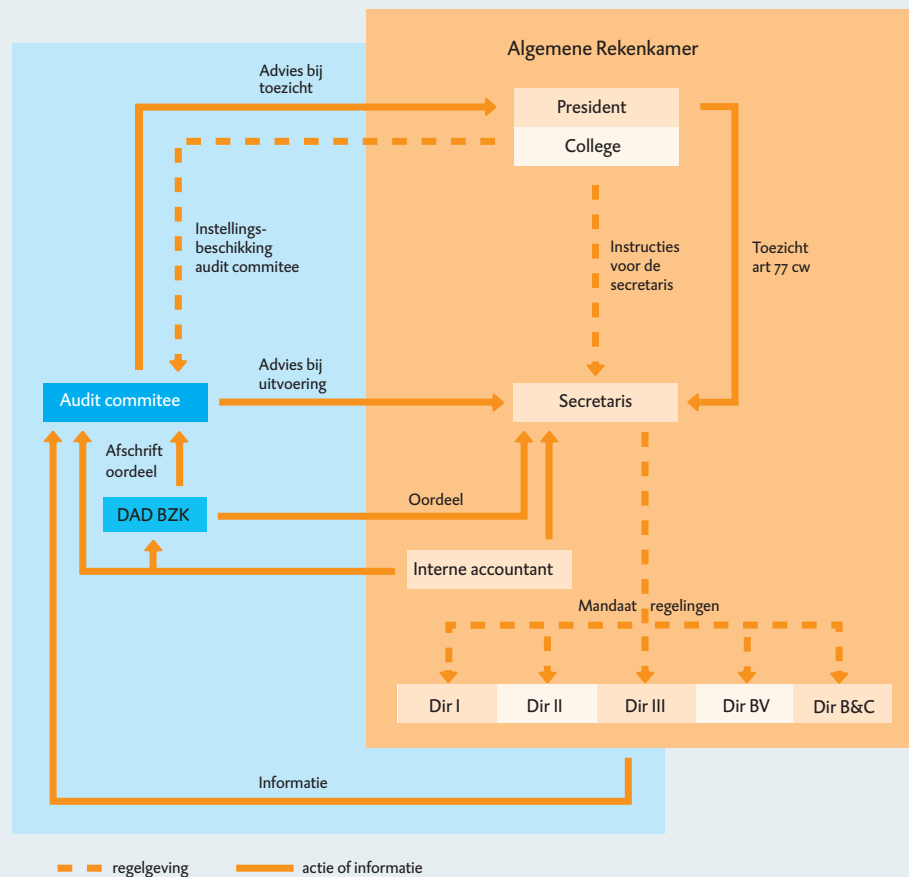 Algemene Rekenkamer
Advies bij
toezicht
President
College
Instellings-
beschikking
audit commitee
Instructies
voor de
secretaris
Toezicht
art 77 cw
Advies bij
uitvoering
Audit commitee
Secretaris
Afschrift
oordeel
Oordeel
DAD BZK
Interne accountant
Mandaat regelingen
Dir I
Dir II
Dir III
Dir BV
Dir B&C
Informatie
regelgeving
actie of informatie